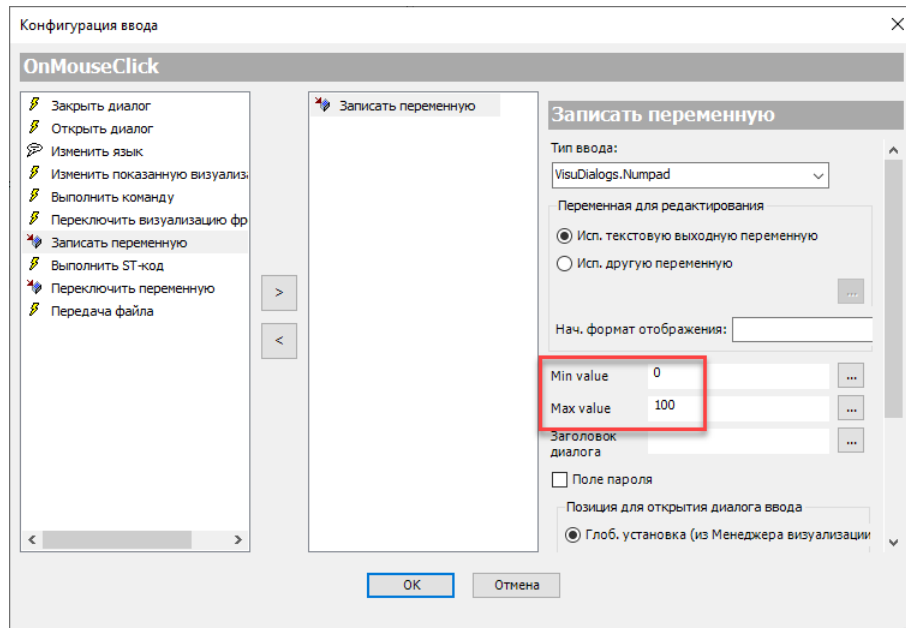 Конфигурация ввода
OnMouseClick
Закрыть диалог
Открыть диалог
Изменить язык
Изменить показанную визуализа
Выполнить команду
Переключить визуализацию фр
Записать переменную
Выполнить ST-код
Переключить переменную
Передача файла
>
<
Записать переменную
Записать переменную
Тип ввода:
VisuDialogs.Numpad
Переменная для редактирования
Исп. текстовую выходную переменную
Исп. другую переменную
...
Нач. формат отображения:
Min value 0 ...
Max value 100 ...
Заголовок ...
диалога
Поле пароля
Позиция для открытия диалога ввода
Глоб. установка (из Менеджера визуализации
OK Отмена